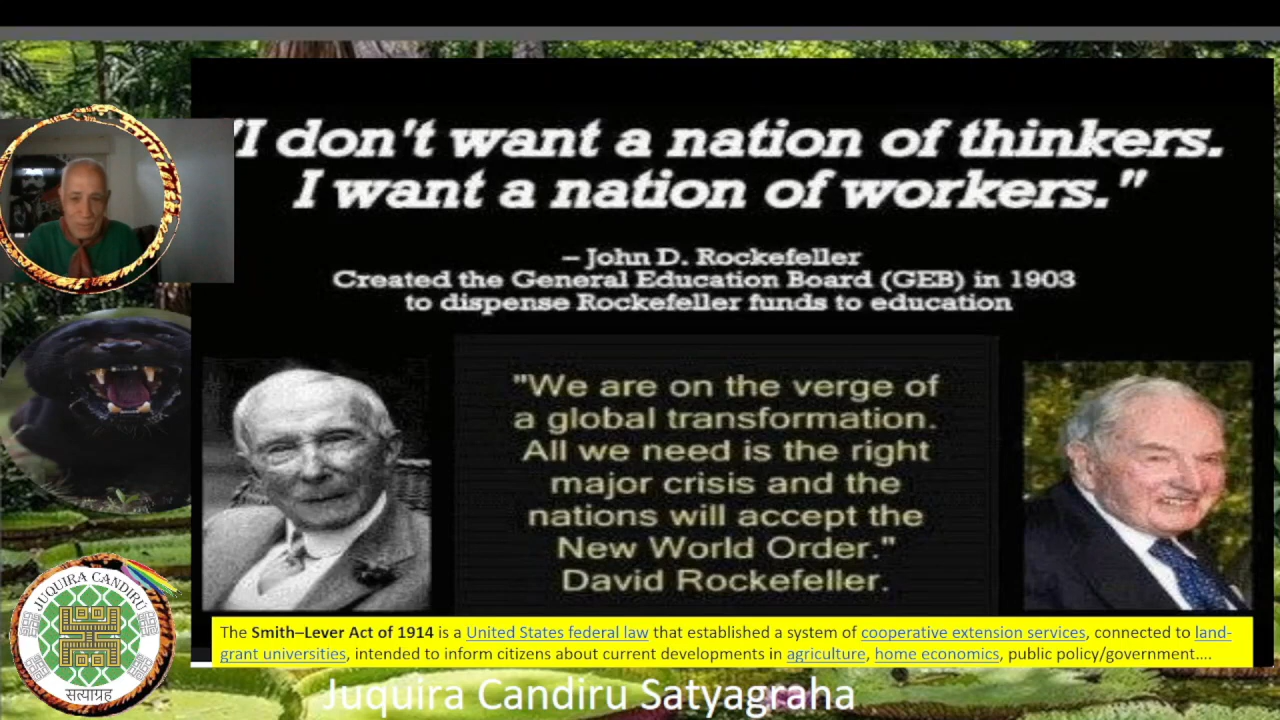 "I don't want a nation of thinkers.
I want a nation of workers."
– John D. Rockefeller
Created the General Education Board (GEB) in 1903
to dispense Rockefeller funds to education
"We are on the verge of
a global transformation.
All we need is the right
major crisis and the
nations will accept the
New World Order."
David Rockefeller.
The Smith–Lever Act of 1914 is a United States federal law that established a system of cooperative extension services, connected to land-
grant universities, intended to inform citizens about current developments in agriculture, home economics, public policy/government....
JUQUIRA CANDIRU
सत्याग्रह
Juquira Candiru Satyagraha